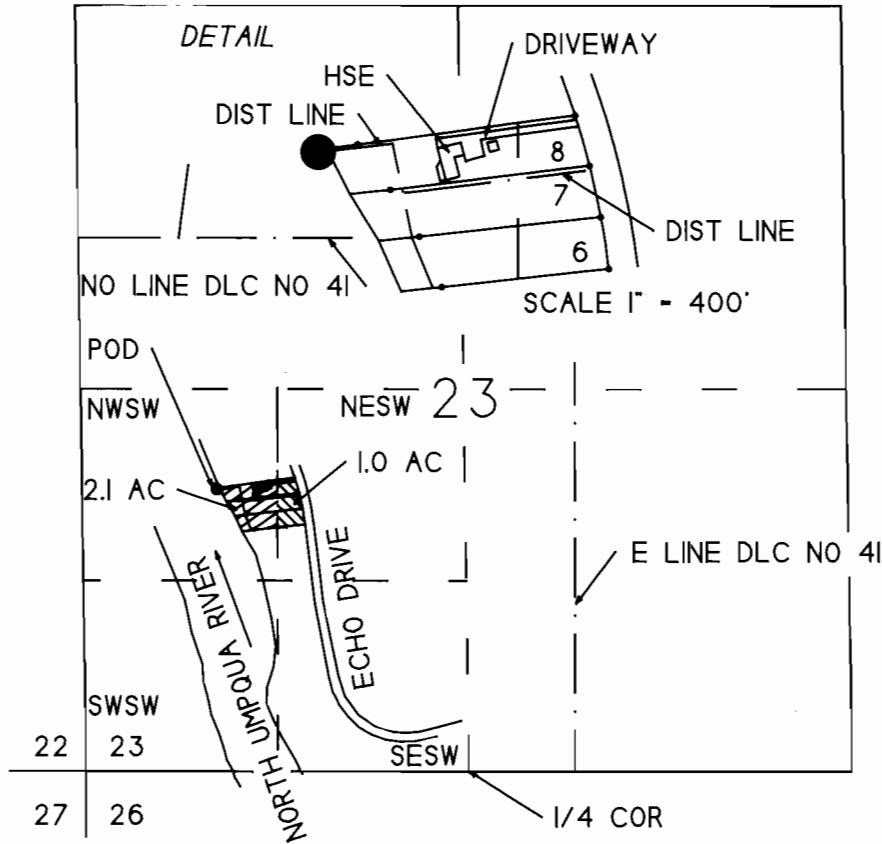 DETAIL
DRIVEWAY
HSE
DIST LINE
8
7
DIST LINE
6
NO LINE DLC NO 41
SCALE 1" - 400'
POD
NWSW
NESW
23
1.0 AC
2.1 AC
E LINE DLC NO 41
NORTH UMPQUA RIVER
ECHO DRIVE
SWSW
22
23
SESW
27
26
1/4 COR